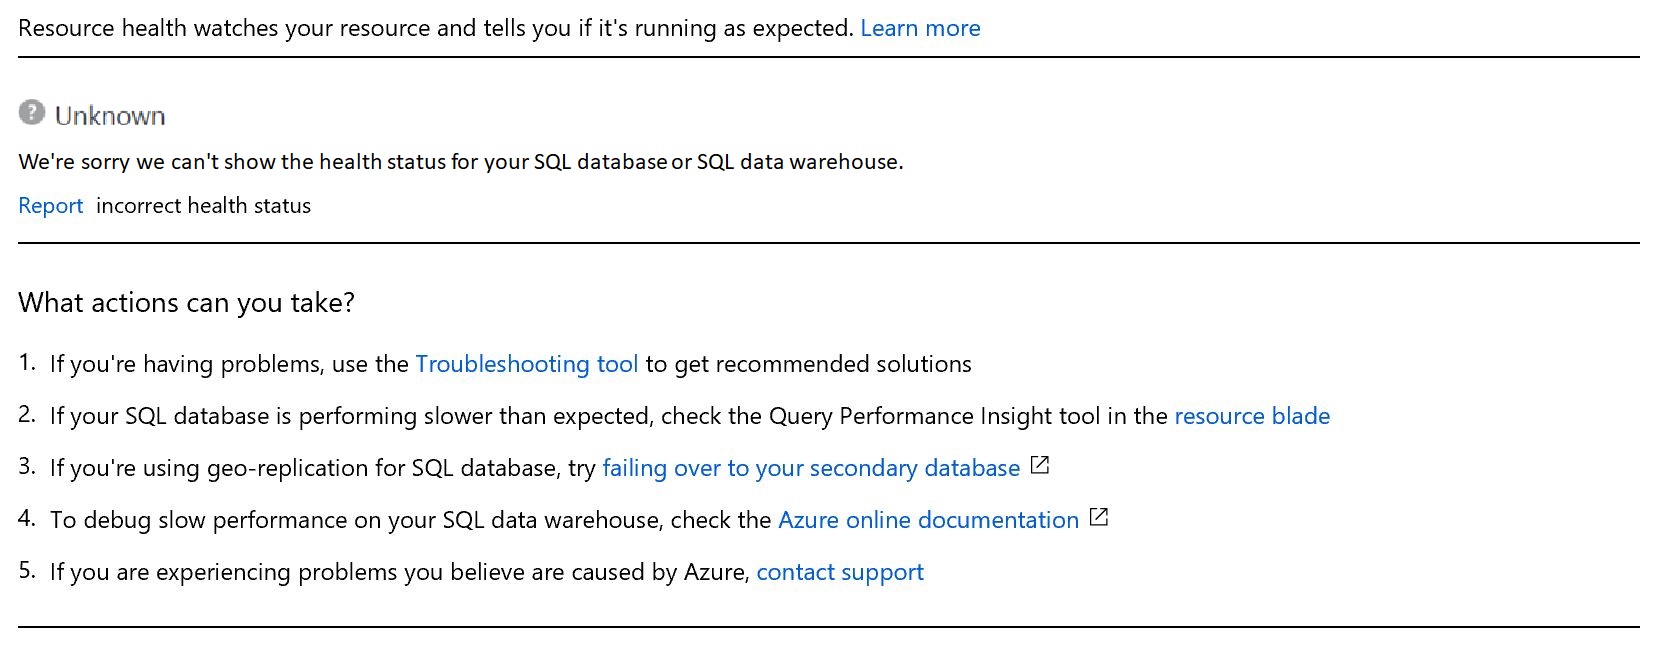 Resource health watches your resource and tells you if it's running as expected. Learn more
? Unknown
We're sorry we can't show the health status for your SQL database or SQL data warehouse.
Report incorrect health status
What actions can you take?
1. If you're having problems, use the Troubleshooting tool to get recommended solutions
2. If your SQL database is performing slower than expected, check the Query Performance Insight tool in the resource blade
3. If you're using geo-replication for SQL database, try failing over to your secondary database
4. To debug slow performance on your SQL data warehouse, check the Azure online documentation
5. If you are experiencing problems you believe are caused by Azure, contact support